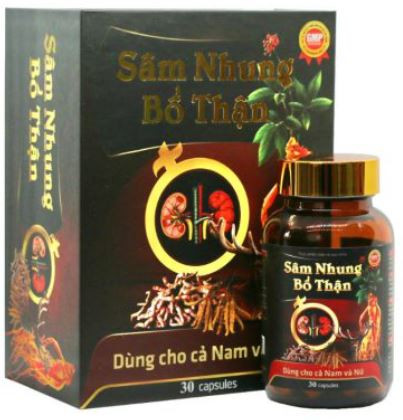 Sâm Nhung
Bổ Thận
GMP
Sâm Nhung
Bổ Thận
Dùng cho cả Nam và
30 capsules
Sâm Nhung
Bổ Thận
Dùng cho cả Nam và Nữ
30 capsules